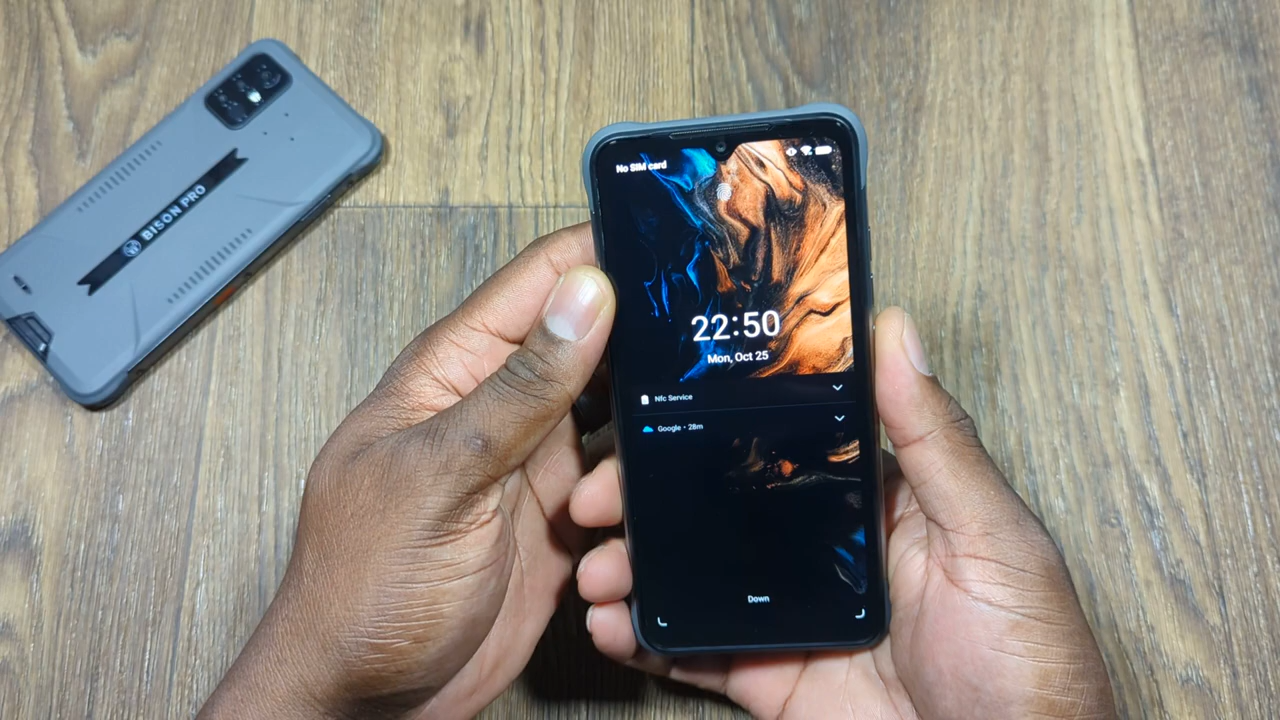 BISON PRO
No SIM card
22:50
Mon, Oct 25
Nfc Service
Google • 28m
Down